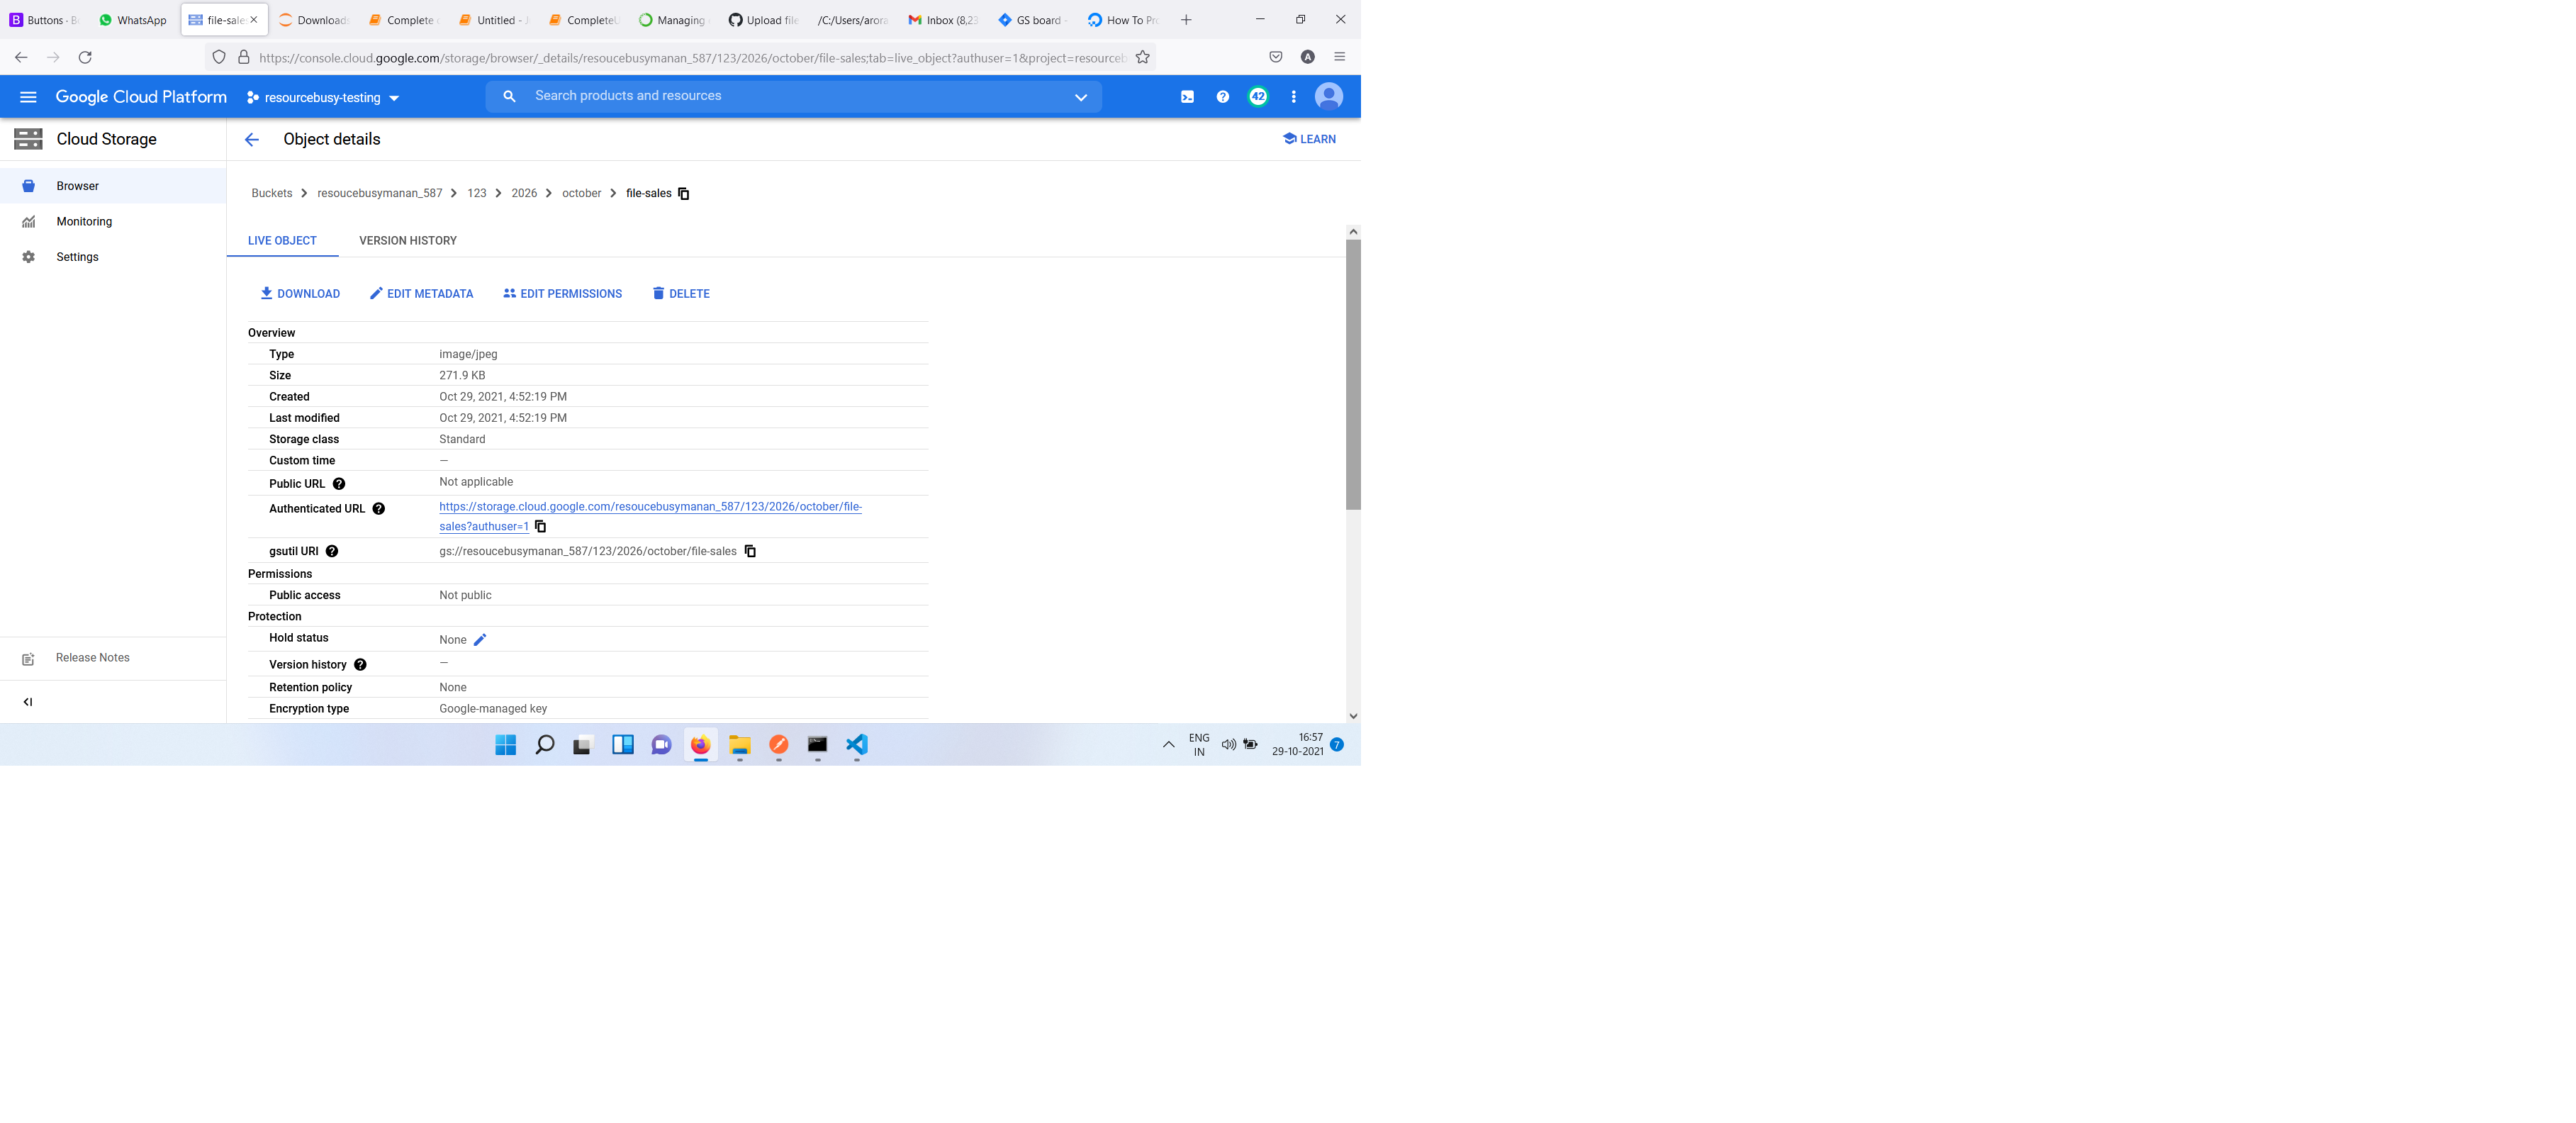 Buttons - Bo
WhatsApp
file-sales
Downloads
Complete
Untitled - J
CompleteU
Managing
Upload file
/C:/Users/arora
Inbox (8,23
GS board -
How To Pro
https://console.cloud.google.com/storage/browser/_details/resoucebusymanan_587/123/2026/october/file-sales;tab=live_object?authuser=1&project=resourceb
Google Cloud Platform
resourcebusy-testing
Search products and resources
42
Cloud Storage
Object details
LEARN
Browser
Monitoring
Settings
Release Notes
Buckets > resoucebusymanan_587 > 123 > 2026 > october > file-sales
LIVE OBJECT
VERSION HISTORY
DOWNLOAD
EDIT METADATA
EDIT PERMISSIONS
DELETE
Overview
Type image/jpeg
Size 271.9 KB
Created Oct 29, 2021, 4:52:19 PM
Last modified Oct 29, 2021, 4:52:19 PM
Storage class Standard
Custom time —
Public URL Not applicable
Authenticated URL https://storage.cloud.google.com/resoucebusymanan_587/123/2026/october/file-
sales?authuser=1
gsutil URI gs://resoucebusymanan_587/123/2026/october/file-sales
Permissions
Public access Not public
Protection
Hold status None
Version history —
Retention policy None
Encryption type Google-managed key
ENG
IN
16:57
29-10-2021
7